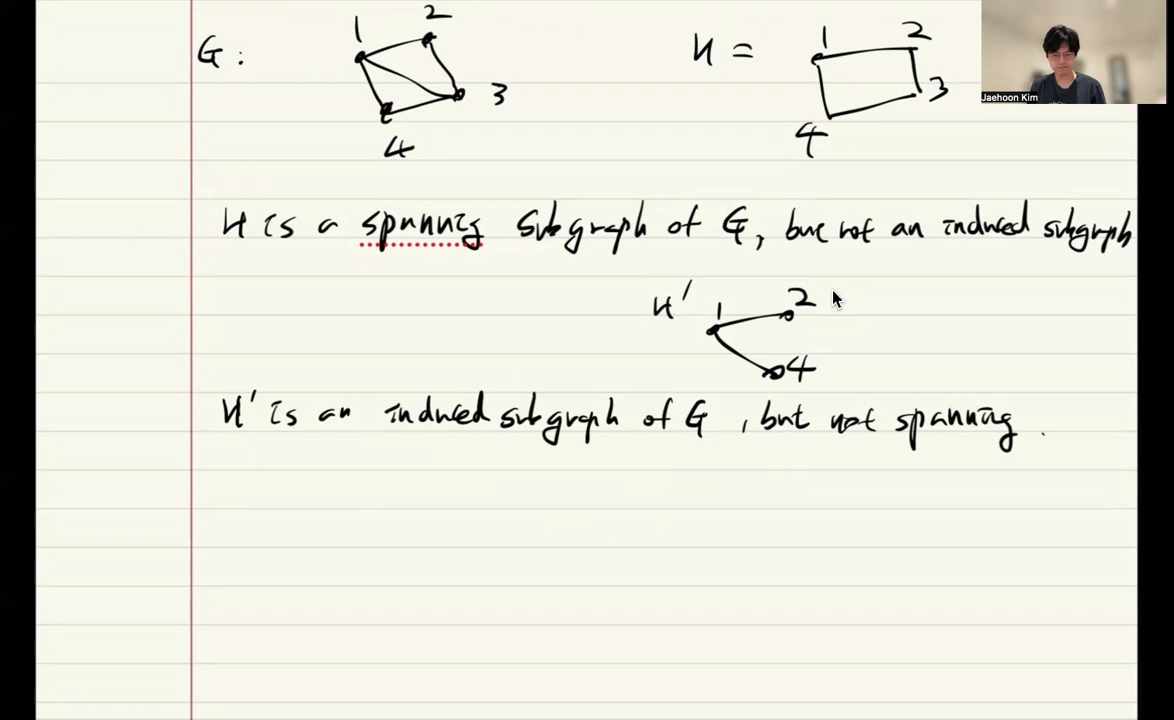 G: 1 2 3 4 H = 1 2 3 4
Jaehoon Kim
H is a spanning subgraph of G, but not an induced subgraph
H' 1 2 4
H' is an induced subgraph of G, but not spanning.